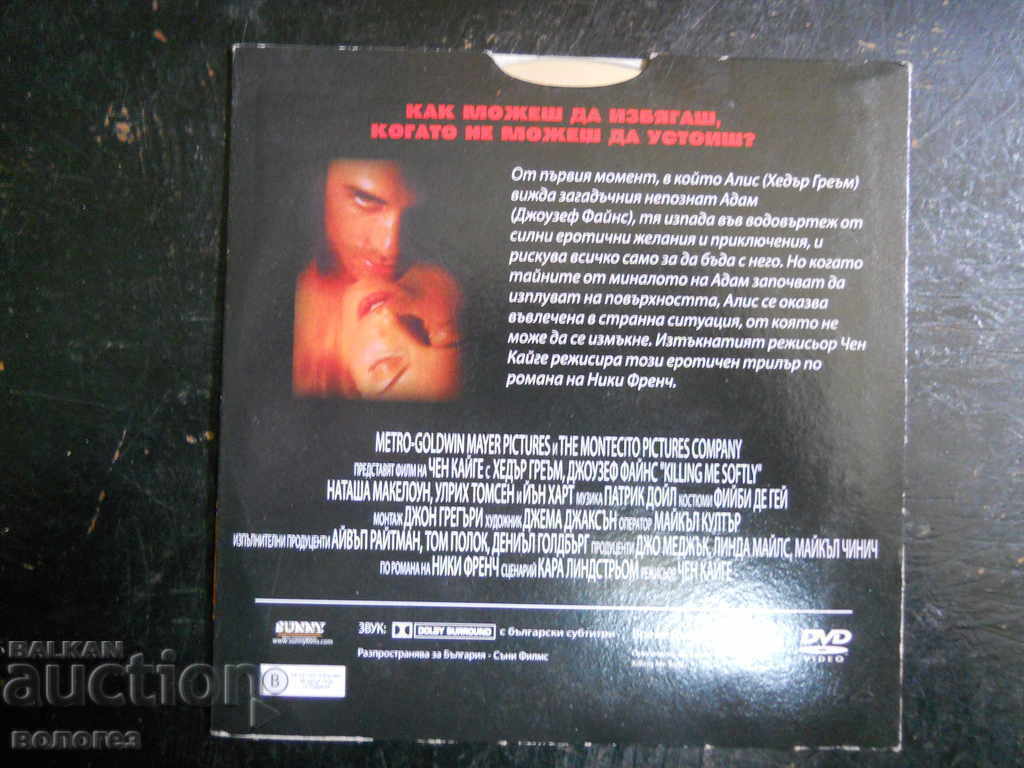 КАК МОЖЕШ ДА ИЗБЯГАШ,
КОГАТО НЕ МОЖЕШ ДА УСТОИШ?
От първия момент, в който Алис (Хедър Греъм)
вижда загадъчния непознат Адам
(Джоузеф Файнс), тя изпада във водовъртеж от
силни еротични желания и приключения, и
рискува всичко само за да бъда с него. Но когато
тайните от миналото на Адам започват да
изплуват на повърхността, Алис се оказва
въвлечена в странна ситуация, от която не
може да се измъкне. Изтъкнатият режисьор Чен
Кайге режисира този еротичен трилър по
романа на Ники Френч.
METRO-GOLDWIN MAYER PICTURES и THE MONTECITO PICTURES COMPANY
ПРЕДСТАВЯТ ФИЛМ НА ЧЕН КАЙГЕ с ХЕДЪР ГРЕЪМ, ДЖОУЗЕФ ФАЙНС "KILLING ME SOFTLY"
НАТАША МАКЕЛОУН, УЛРИХ ТОМСЕН И ЙЪН ХАРТ МУЗИКА ПАТРИК ДОЙЛ КОСТЮМИ ФИЙБИ ДЕ ГЕЙ
МОНТАЖ ДЖОН ГРЕГЪРИ ХУДОЖНИК ДЖЕМА ДЖАКСЪН ОПЕРАТОР МАЙКЪЛ КУЛТЪР
ИЗПЪЛНИТЕЛНИ ПРОДУЦЕНТИ АЙВЪЛ РАЙТМАН, ТОМ ПОЛОК, ДЕНИЪЛ ГОЛДБЪРГ ПРОДУЦЕНТИ ДЖО МЕДЖЪК, ЛИНДА МАЙЛС, МАЙКЪЛ ЧИНИЧ
ПО РОМАНА НА НИКИ ФРЕНЧ СЦЕНАРИЙ КАРА ЛИНДСТРЬОМ РЕЖИСЬОР ЧЕН КАЙГЕ
SUNNY
ЗВУК: DOLBY SURROUND с български субтитри
DVD
VIDEO
Разпространява за България - Съни Филмс
B
BALKAN
auction
вологе3